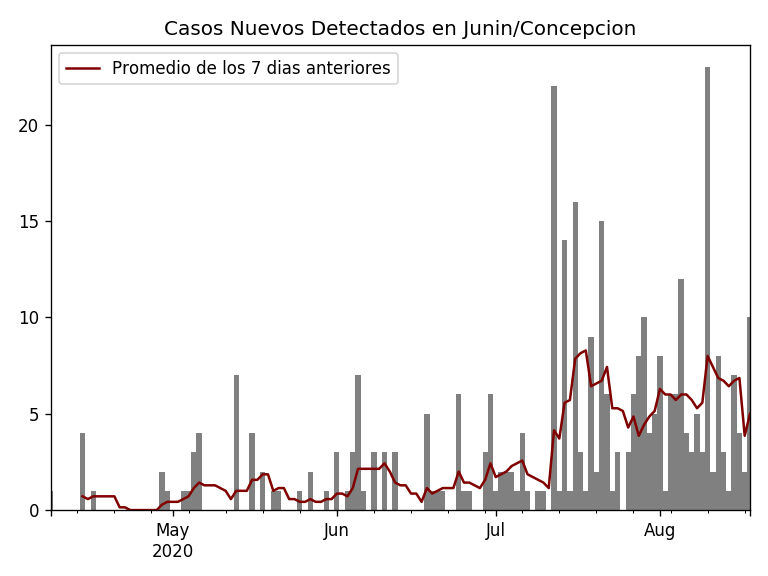 Casos Nuevos Detectados en Junin/Concepcion
Promedio de los 7 dias anteriores
20
15
10
5
0
May
2020
Jun
Jul
Aug